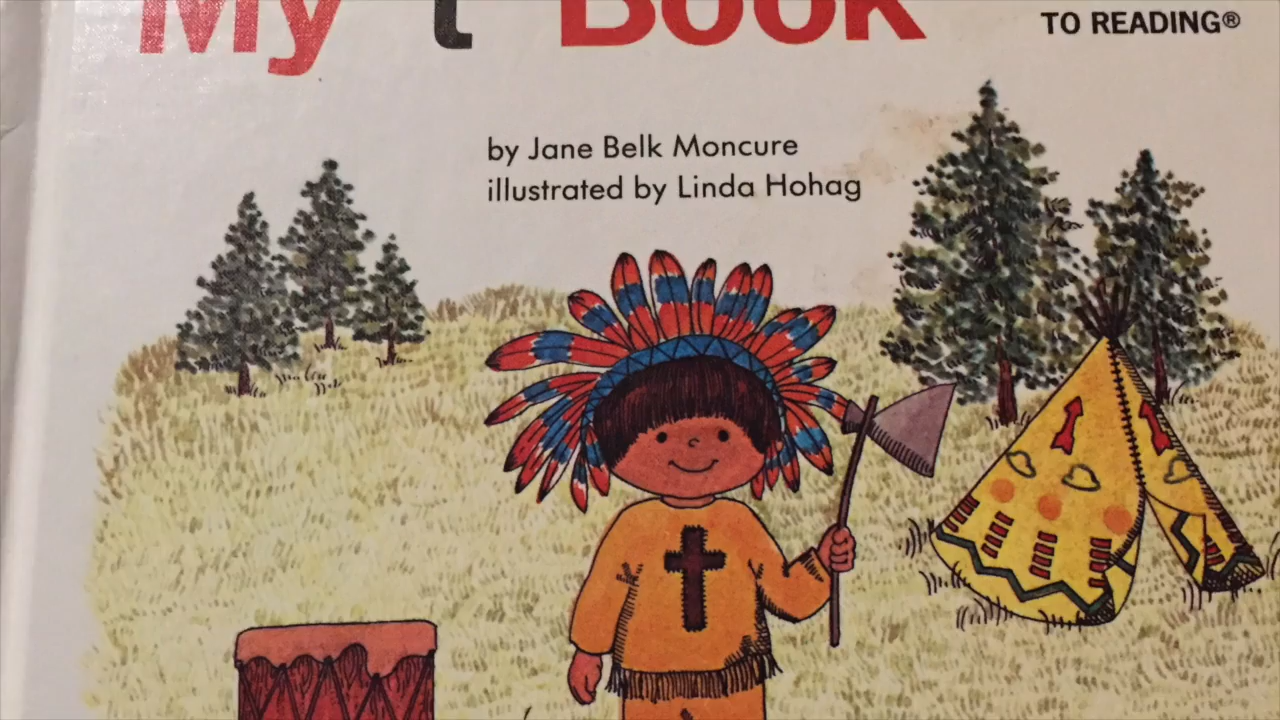 My t Book
TO READING®
by Jane Belk Moncure
illustrated by Linda Hohag